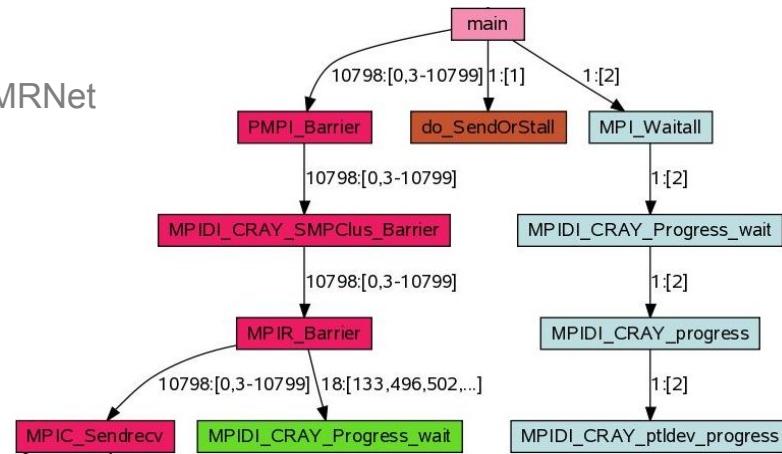 main
MRNet
10798:[0,3-10799] 1:[1] 1:[2]
PMPI_Barrier do_SendOrStall MPI_Waitall
10798:[0,3-10799] 1:[2]
MPIDI_CRAY_SMPClus_Barrier MPIDI_CRAY_Progress_wait
10798:[0,3-10799] 1:[2]
MPIR_Barrier MPIDI_CRAY_progress
10798:[0,3-10799] 18:[133,496,502,...] 1:[2]
MPIC_Sendrecv MPIDI_CRAY_Progress_wait MPIDI_CRAY_ptldev_progress